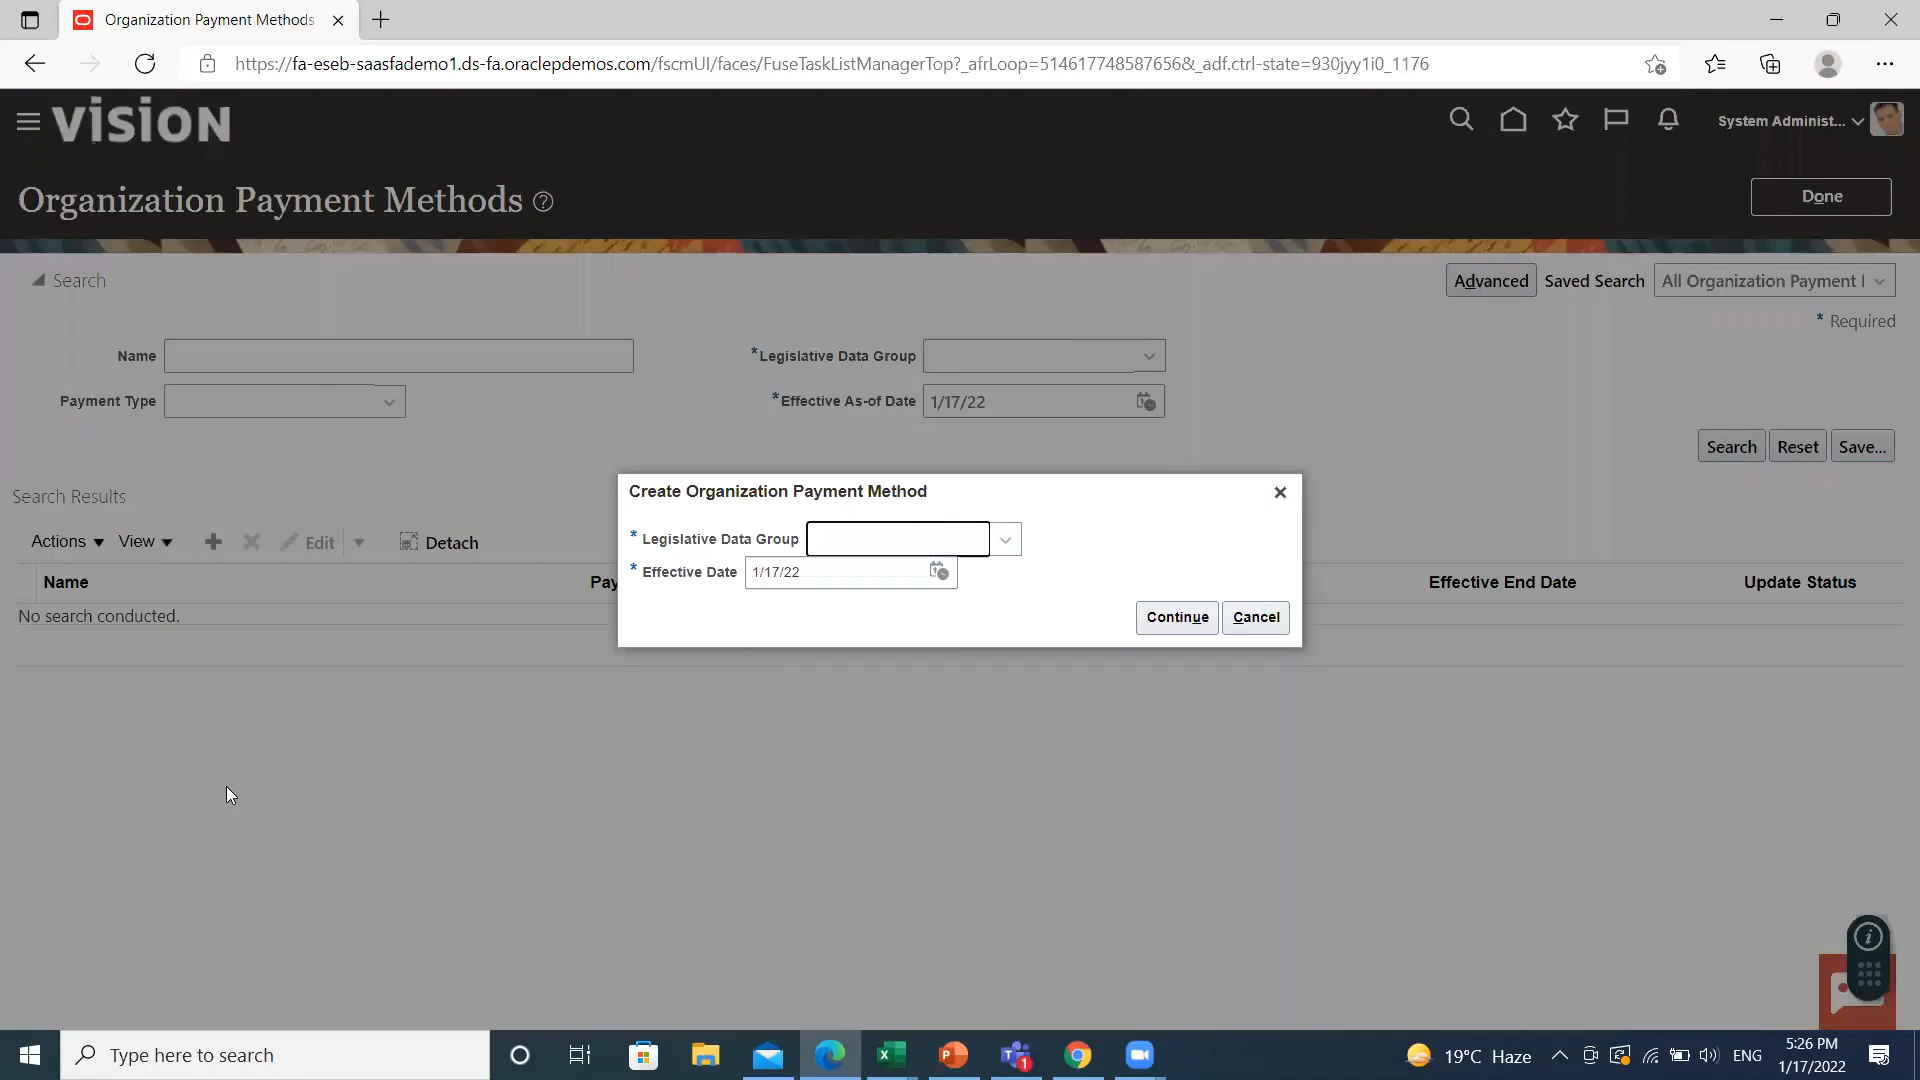 Organization Payment Methods
https://fa-eseb-saasfademo1.ds-fa.oraclepdemos.com/fscmUI/faces/FuseTaskListManagerTop?_afrLoop=51461774858765​6&_adf.ctrl-state=930jyy1i0_1176
VISION
System Administ...
Organization Payment Methods
Done
Search
Advanced
Saved Search
All Organization Payment
* Required
Name
*Legislative Data Group
Payment Type
*Effective As-of Date
1/17/22
Search
Reset
Save...
Create Organization Payment Method
Search Results
* Legislative Data Group
Actions
View
Edit
Detach
* Effective Date
1/17/22
Name
Pay
Effective End Date
Update Status
No search conducted.
Continue
Cancel
Type here to search
1
19°C Haze
ENG
5:26 PM
1/17/2022